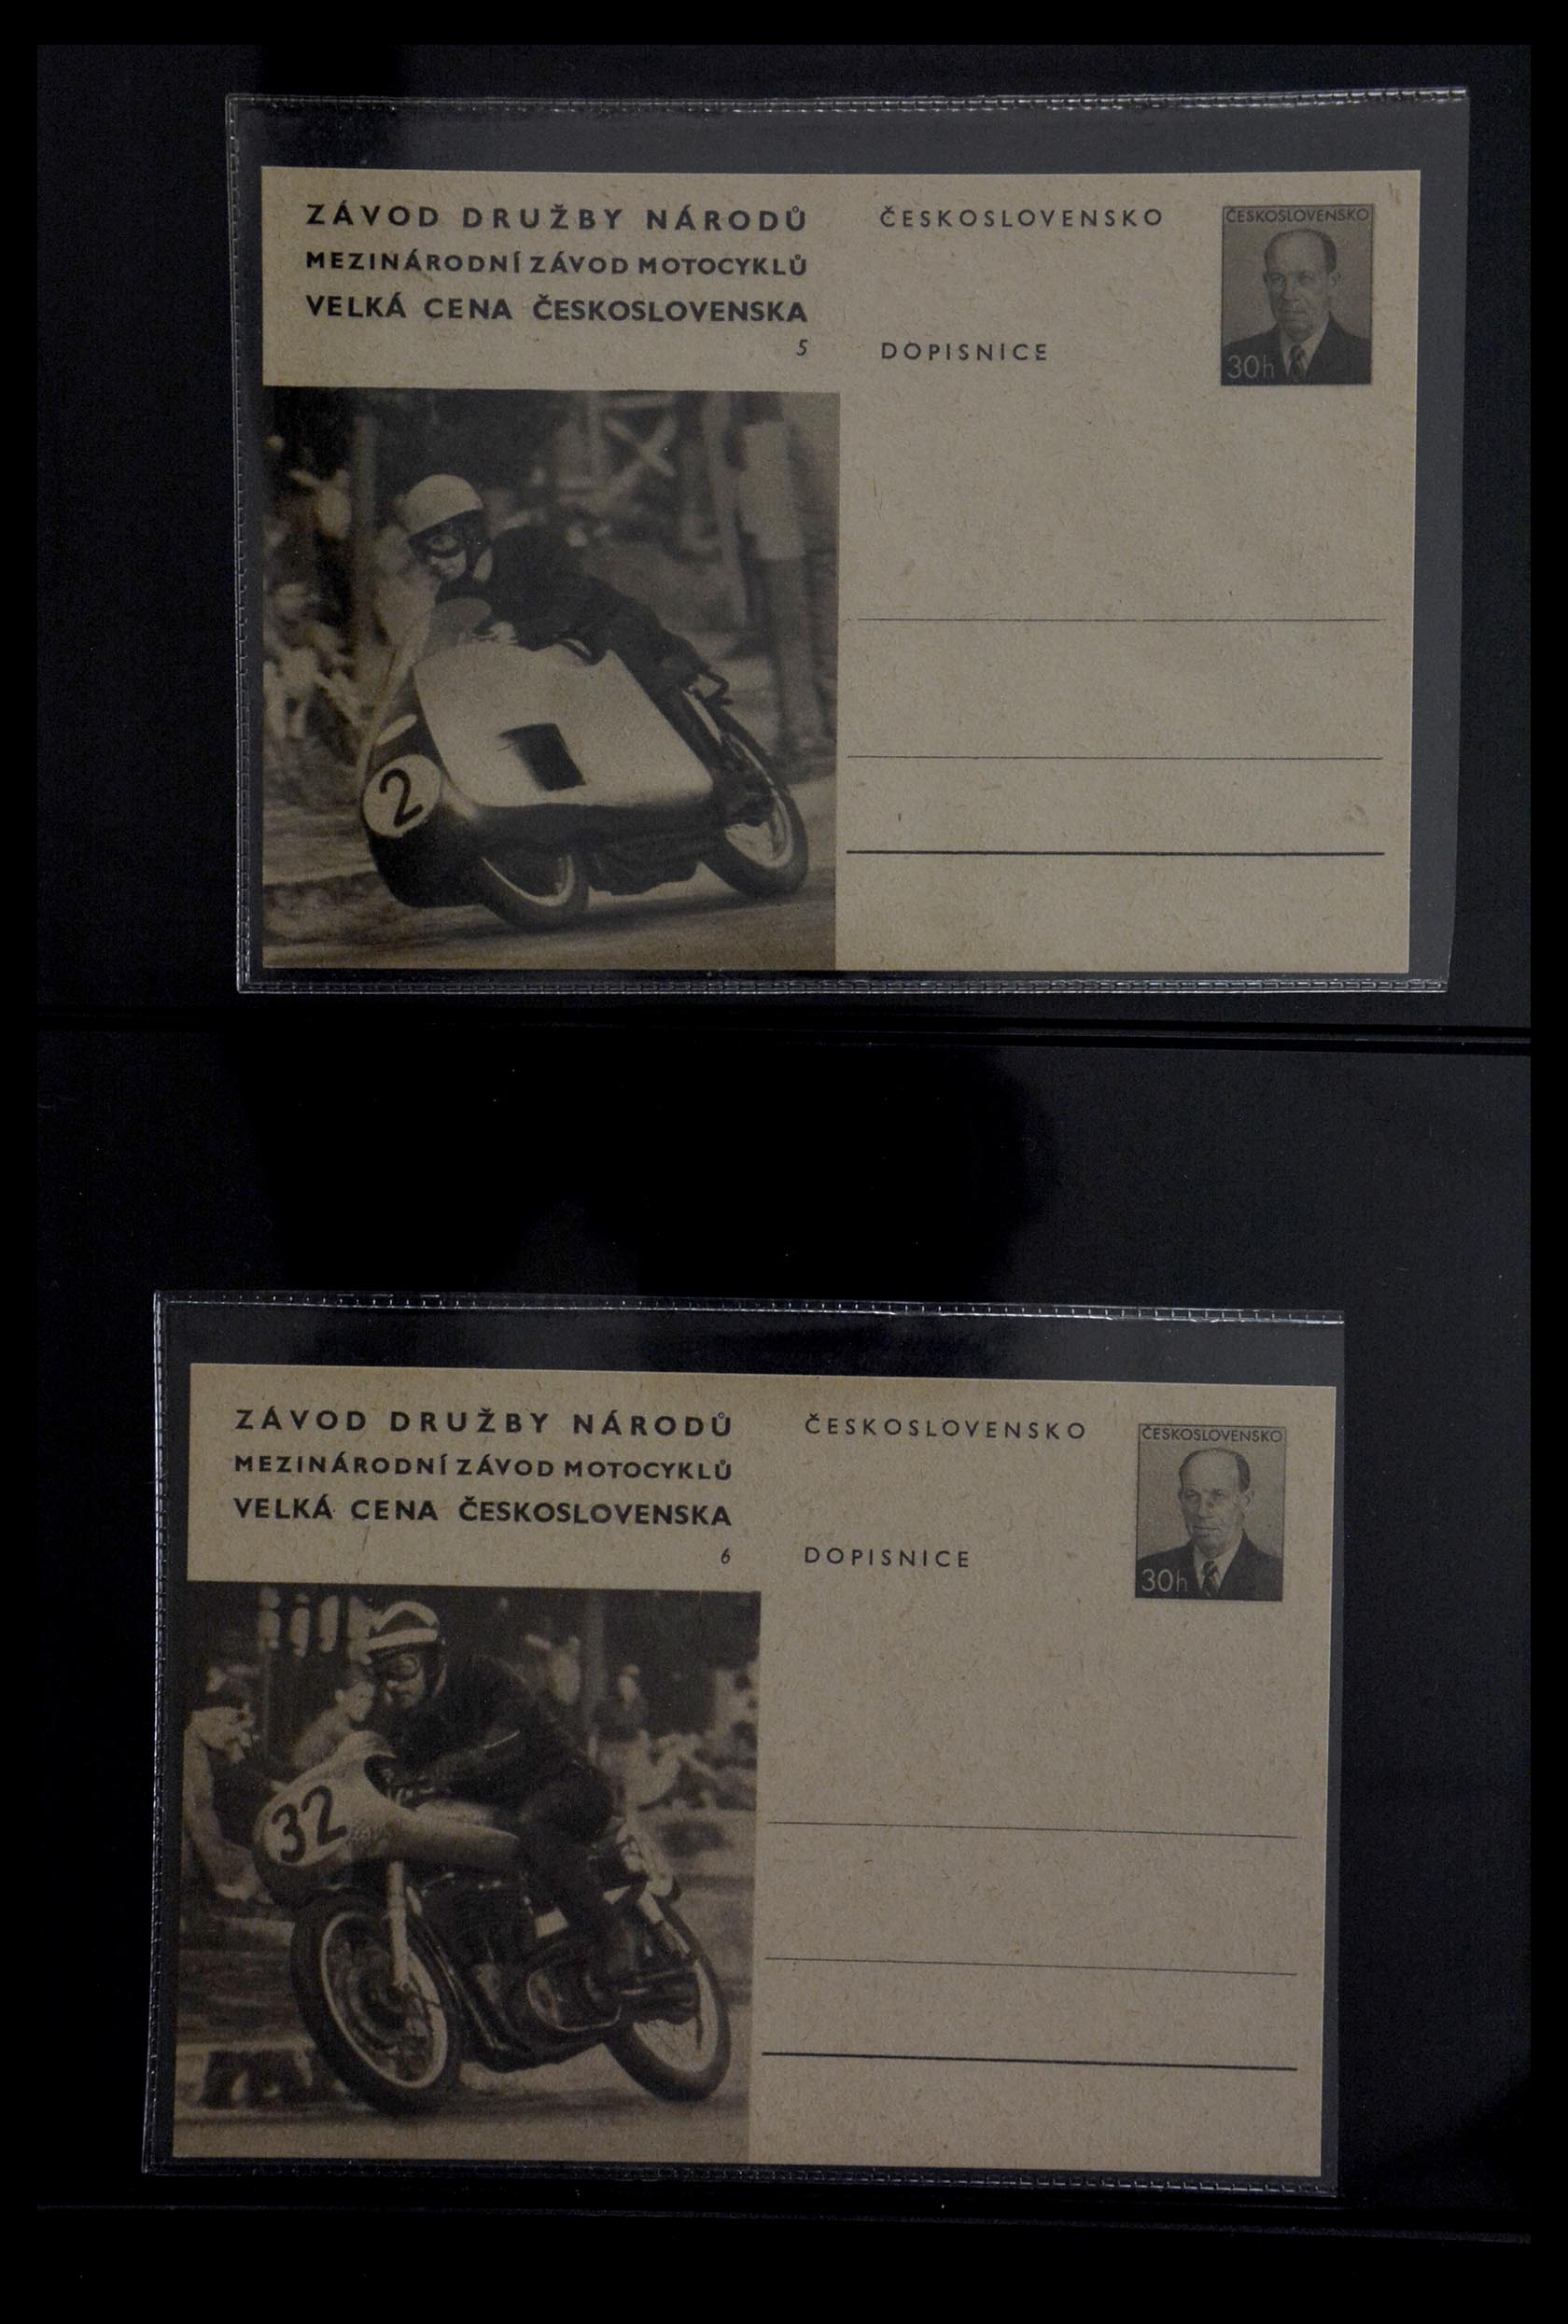 ZÁVOD DRUŽBY NÁRODŮ
MEZINÁRODNÍ ZÁVOD MOTOCYKLŮ
VELKÁ CENA ČESKOSLOVENSKA
5
ČESKOSLOVENSKO
DOPISNICE
ČESKOSLOVENSKO
30h
2
ZÁVOD DRUŽBY NÁRODŮ
MEZINÁRODNÍ ZÁVOD MOTOCYKLŮ
VELKÁ CENA ČESKOSLOVENSKA
6
ČESKOSLOVENSKO
DOPISNICE
ČESKOSLOVENSKO
30h
32